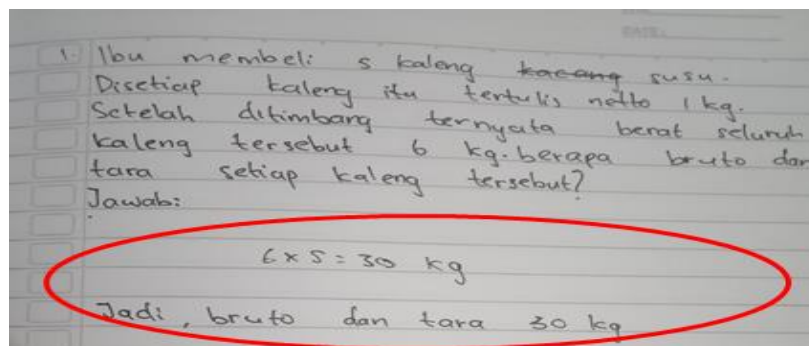 DATE:
1. Ibu membeli 5 kaleng kacang susu.
Disetiap kaleng itu tertulis netto 1 kg.
Setelah ditimbang ternyata berat seluruh
kaleng tersebut 6 kg. berapa bruto dan
tara setiap kaleng tersebut?
Jawab:
6 x 5 = 30 kg
Jadi, bruto dan tara 30 kg